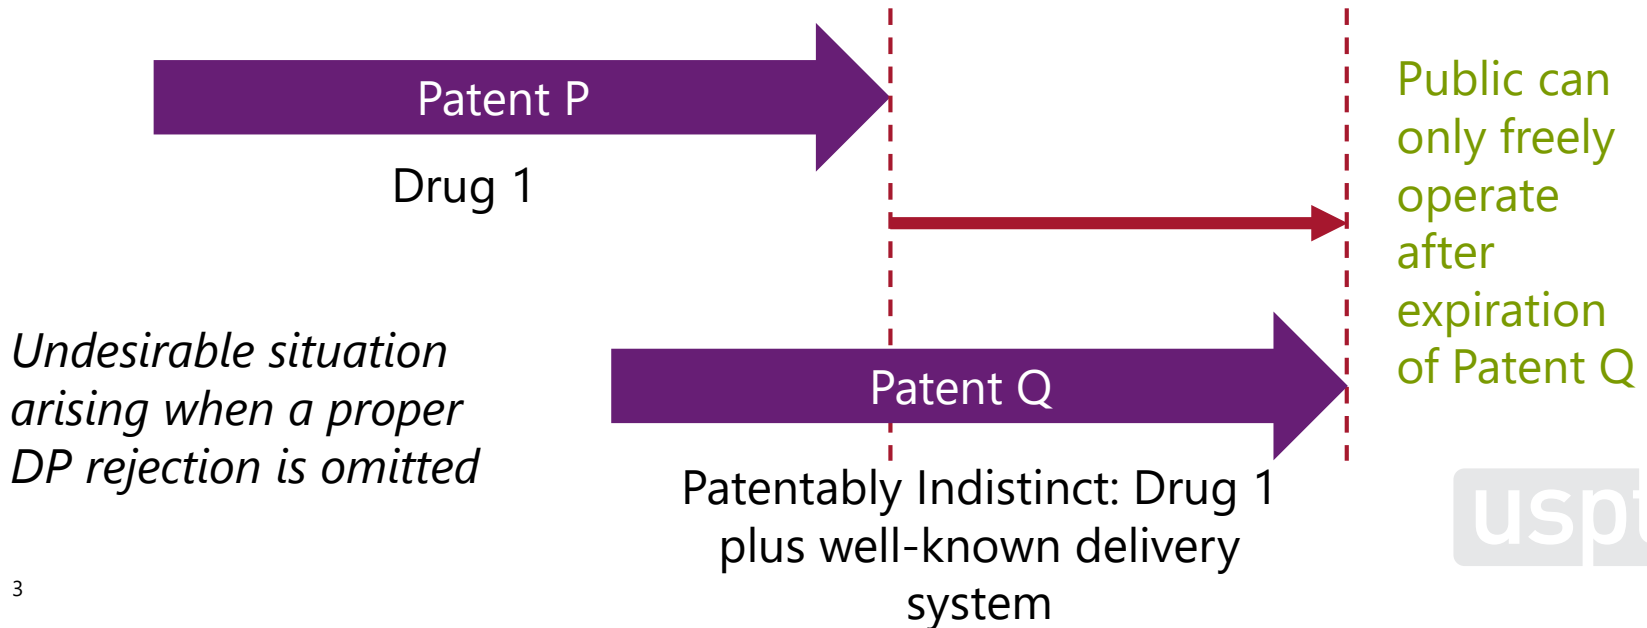 Patent P
Drug 1
Public can
only freely
operate
after
expiration
of Patent Q
Undesirable situation
arising when a proper
DP rejection is omitted
Patent Q
Patentably Indistinct: Drug 1
plus well-known delivery
system
3